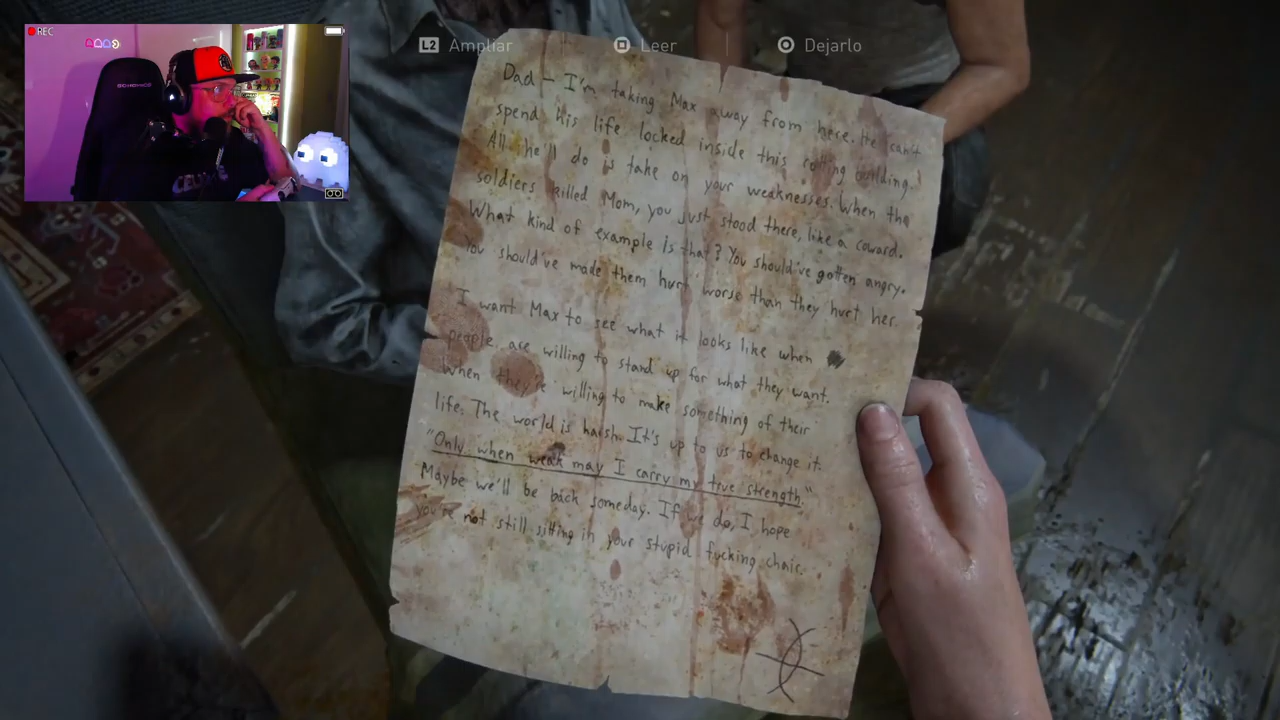 REC
L2 Ampliar
Leer
Dejarlo
Dad – I'm taking Max away from here. He can't
spend his life locked inside this rotting building.
All he'll do is take on your weaknesses. When the
soldiers killed Mom, you just stood there, like a coward.
What kind of example is that? You should've gotten angry.
You should've made them hurt worse than they hurt her.
I want Max to see what it looks like when
people are willing to stand up for what they want.
When they're willing to make something of their
life. The world is harsh. It's up to us to change it.
"Only when weak may I carry my true strength."
Maybe we'll be back someday. If we do, I hope
you're not still sitting in your stupid fucking chair.